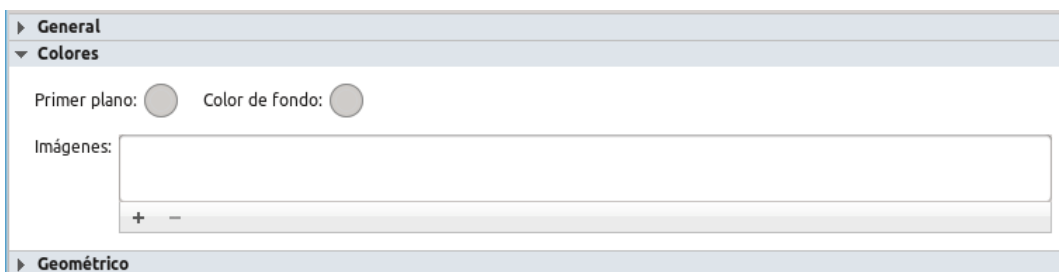 General
Colores
Primer plano: Color de fondo:
Imágenes:
+ −
Geométrico